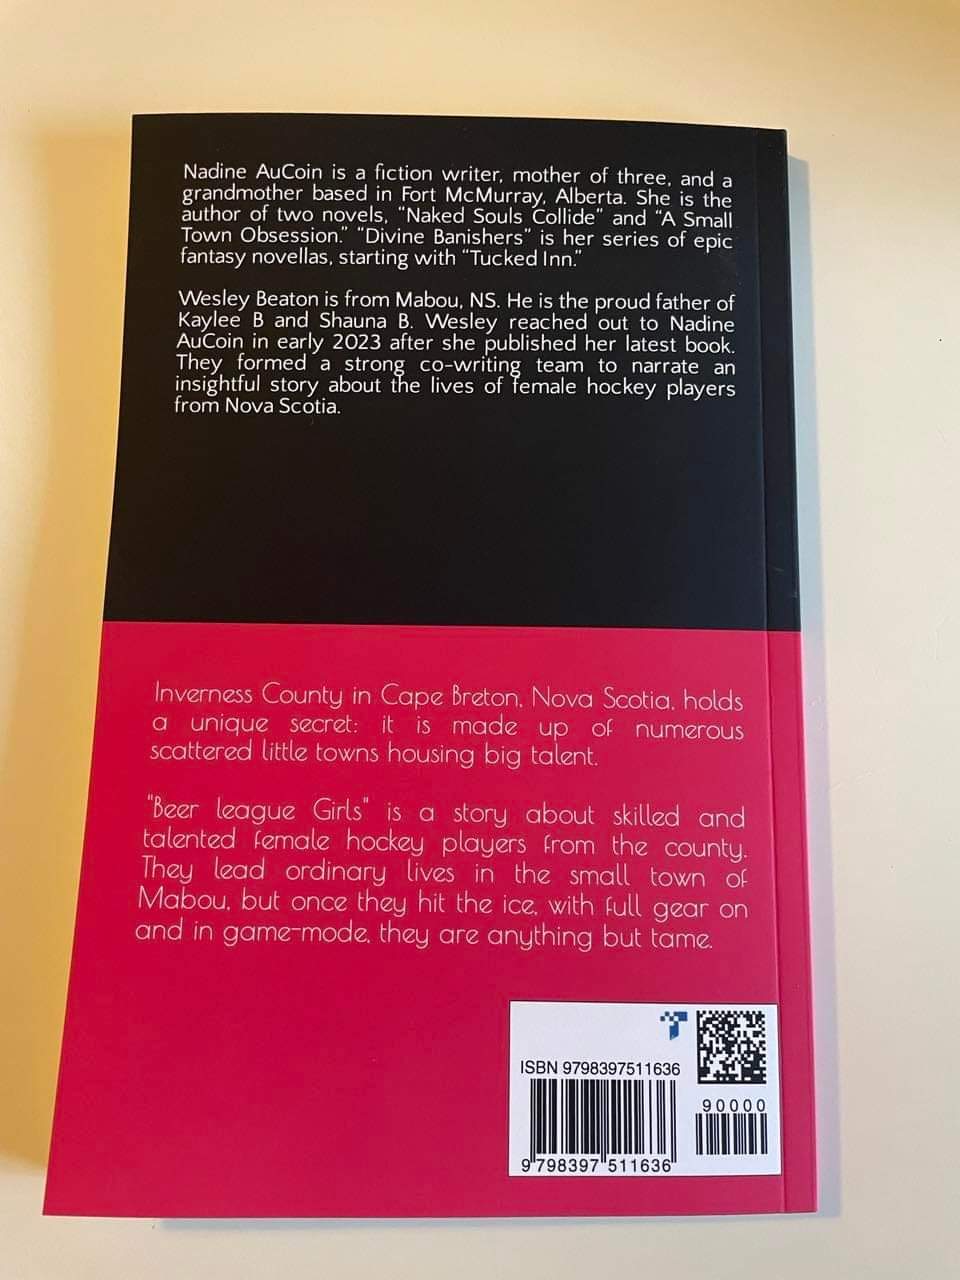 Nadine AuCoin is a fiction writer, mother of three, and a
grandmother based in Fort McMurray, Alberta. She is the
author of two novels, “Naked Souls Collide” and “A Small
Town Obsession.” “Divine Banishers” is her series of epic
fantasy novellas, starting with “Tucked Inn.”
Wesley Beaton is from Mabou, NS. He is the proud father of
Kaylee B and Shauna B. Wesley reached out to Nadine
AuCoin in early 2023 after she published her latest book.
They formed a strong co-writing team to narrate an
insightful story about the lives of female hockey players
from Nova Scotia.
Inverness County in Cape Breton, Nova Scotia, holds
a unique secret: it is made up of numerous
scattered little towns housing big talent.
"Beer league Girls" is a story about skilled and
talented female hockey players from the county.
They lead ordinary lives in the small town of
Mabou, but once they hit the ice, with full gear on
and in game-mode, they are anything but tame.
ISBN 9798397511636
90000
9 798397 511636